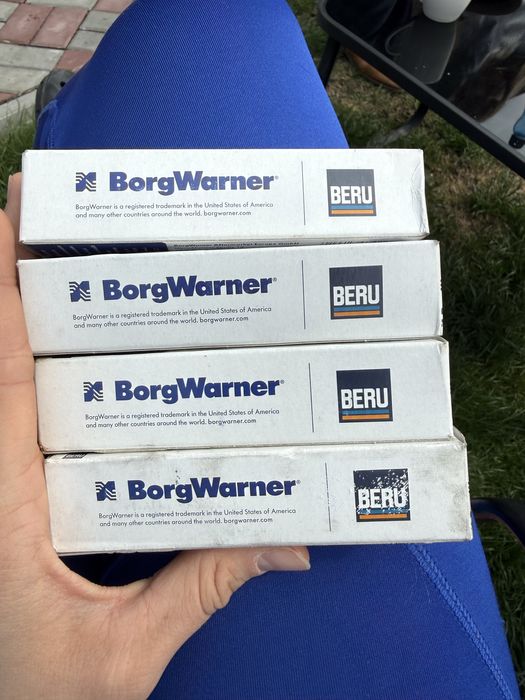 BorgWarner®
BorgWarner is a registered trademark in the United States of America
and many other countries around the world. borgwarner.com
BERU
BorgWarner®
BorgWarner is a registered trademark in the United States of America
and many other countries around the world. borgwarner.com
BERU
BorgWarner®
BorgWarner is a registered trademark in the United States of America
and many other countries around the world. borgwarner.com
BERU
BorgWarner®
BorgWarner is a registered trademark in the United States of America
and many other countries around the world. borgwarner.com
BERU